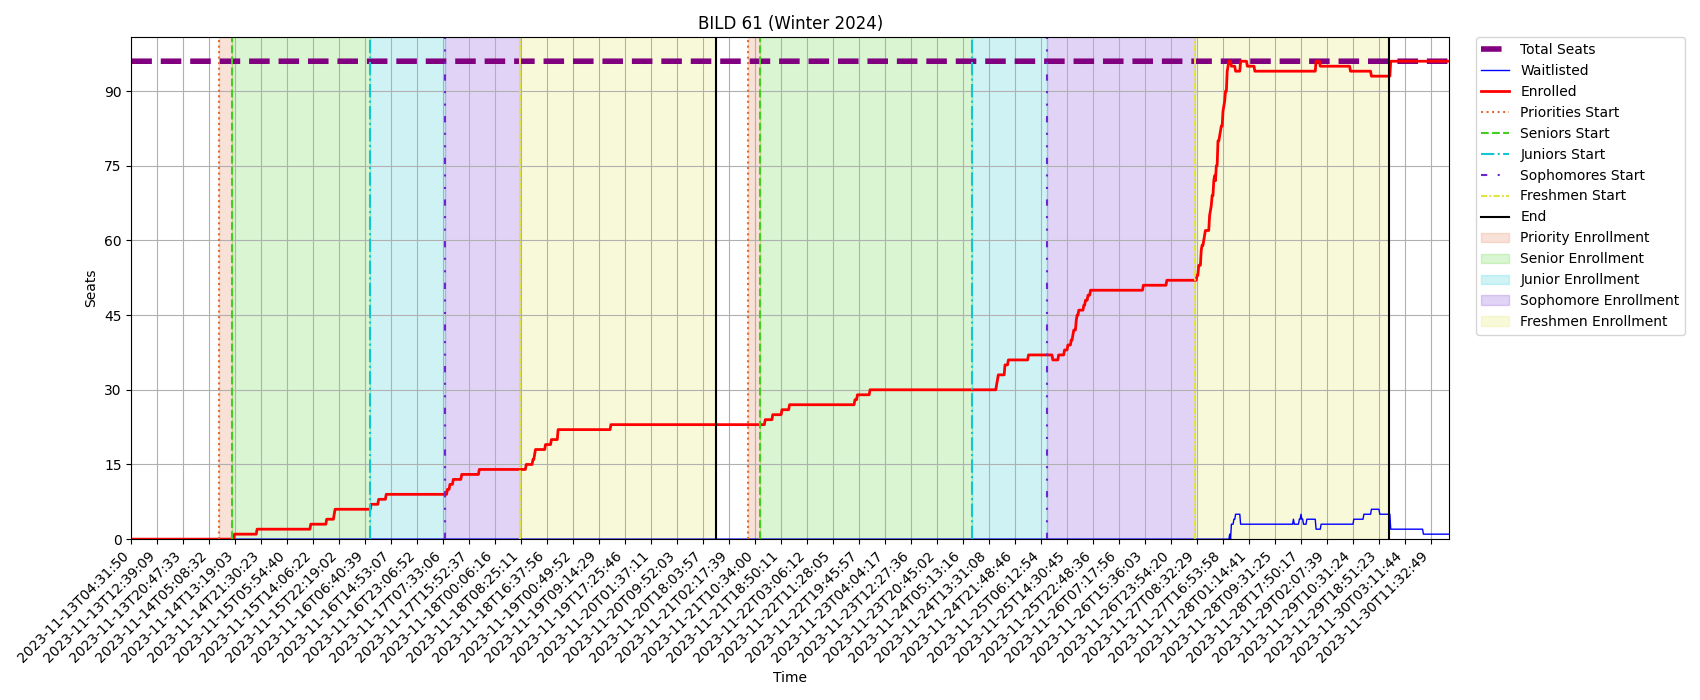 BILD 61 (Winter 2024)
Seats
90
75
60
45
30
15
0
2023-11-13T04:31:50
2023-11-13T12:39:09
2023-11-13T20:47:33
2023-11-14T05:08:32
2023-11-14T13:19:03
2023-11-14T21:30:23
2023-11-15T05:54:40
2023-11-15T14:06:22
2023-11-15T22:19:02
2023-11-16T06:40:39
2023-11-16T14:53:07
2023-11-16T23:06:52
2023-11-17T07:33:06
2023-11-17T15:52:37
2023-11-18T00:06:16
2023-11-18T08:25:11
2023-11-18T16:37:56
2023-11-19T00:49:52
2023-11-19T09:14:29
2023-11-19T17:25:46
2023-11-20T01:37:11
2023-11-20T09:52:03
2023-11-20T18:03:57
2023-11-21T02:17:39
2023-11-21T10:34:00
2023-11-21T18:50:11
2023-11-22T03:06:12
2023-11-22T11:28:05
2023-11-22T19:45:57
2023-11-23T04:04:17
2023-11-23T12:27:36
2023-11-23T20:45:02
2023-11-24T05:13:16
2023-11-24T13:31:08
2023-11-24T21:48:46
2023-11-25T06:12:54
2023-11-25T14:30:45
2023-11-25T22:48:36
2023-11-26T07:17:56
2023-11-26T15:36:03
2023-11-26T23:54:20
2023-11-27T08:32:29
2023-11-27T16:53:58
2023-11-28T01:14:41
2023-11-28T09:31:25
2023-11-28T17:50:17
2023-11-29T02:07:39
2023-11-29T10:31:24
2023-11-29T18:51:23
2023-11-30T03:11:44
2023-11-30T11:32:49
Time
Total Seats
Waitlisted
Enrolled
Priorities Start
Seniors Start
Juniors Start
Sophomores Start
Freshmen Start
End
Priority Enrollment
Senior Enrollment
Junior Enrollment
Sophomore Enrollment
Freshmen Enrollment